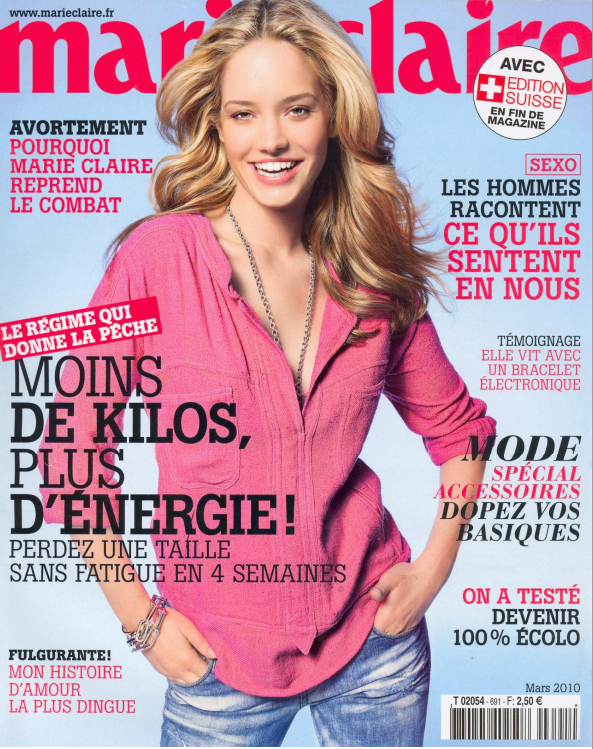 www.marieclaire.fr
marie claire
AVEC
EDITION
SUISSE
EN FIN DE
MAGAZINE
AVORTEMENT
POURQUOI
MARIE CLAIRE
REPREND
LE COMBAT
SEXO
LES HOMMES
RACONTENT
CE QU'ILS
SENTENT
EN NOUS
LE RÉGIME QUI
DONNE LA PÊCHE
MOINS
DE KILOS,
PLUS
D'ÉNERGIE!
PERDEZ UNE TAILLE
SANS FATIGUE EN 4 SEMAINES
TÉMOIGNAGE
ELLE VIT AVEC
UN BRACELET
ÉLECTRONIQUE
MODE
SPÉCIAL
ACCESSOIRES
DOPEZ VOS
BASIQUES
ON A TESTÉ
DEVENIR
100% ÉCOLO
FULGURANTE!
MON HISTOIRE
D'AMOUR
LA PLUS DINGUE
Mars 2010
T 02054 - 691 - F: 2,50 €